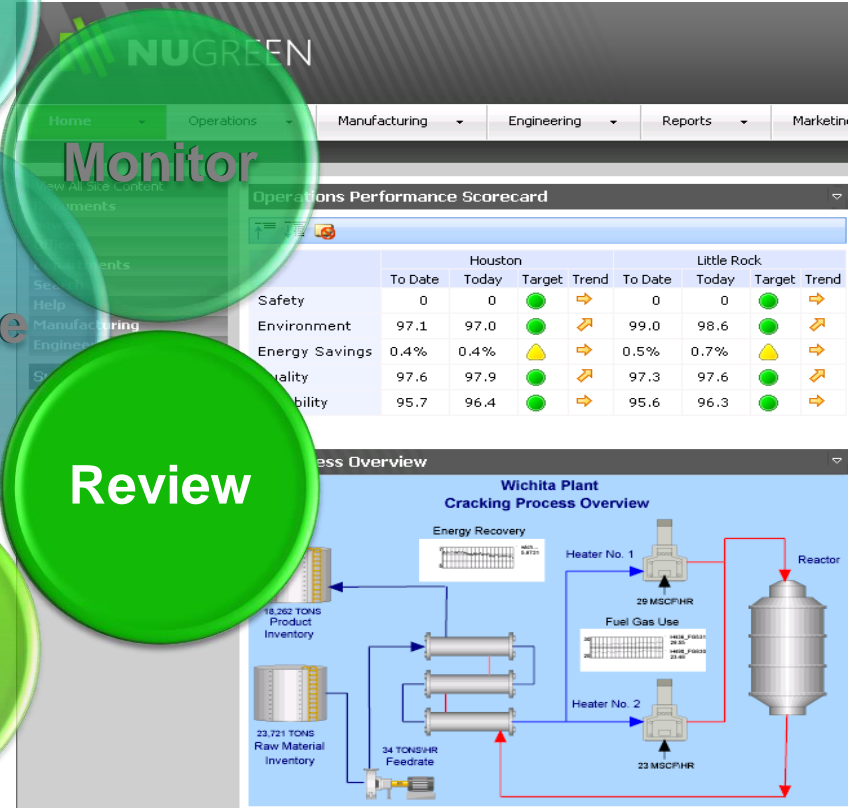 NUGREEN
Home Operations Manufacturing Engineering Reports Marketing
Monitor
View All Site Content
Search
Help
Manufacturing
Operations Performance Scorecard
Houston Little Rock
To Date Today Target Trend To Date Today Target Trend
Safety 0 0 0 0
Environment 97.1 97.0 99.0 98.6
Energy Savings 0.4% 0.4% 0.5% 0.7%
Quality 97.6 97.9 97.3 97.6
95.7 96.4 95.6 96.3
Review
Overview
Wichita Plant
Cracking Process Overview
Energy Recovery
Heater No. 1
Reactor
29 MSCF\HR
18,262 TONS
Product
Inventory
Fuel Gas Use
Heater No. 2
23,721 TONS
Raw Material
Inventory
34 TONS\HR
Feedrate
23 MSCF\HR